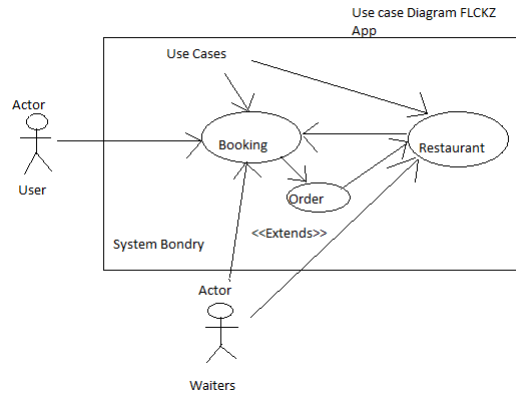 Use case Diagram FLCKZ
App
Use Cases
Actor
Booking
Restaurant
User
Order
<<Extends>>
System Bondry
Actor
Waiters